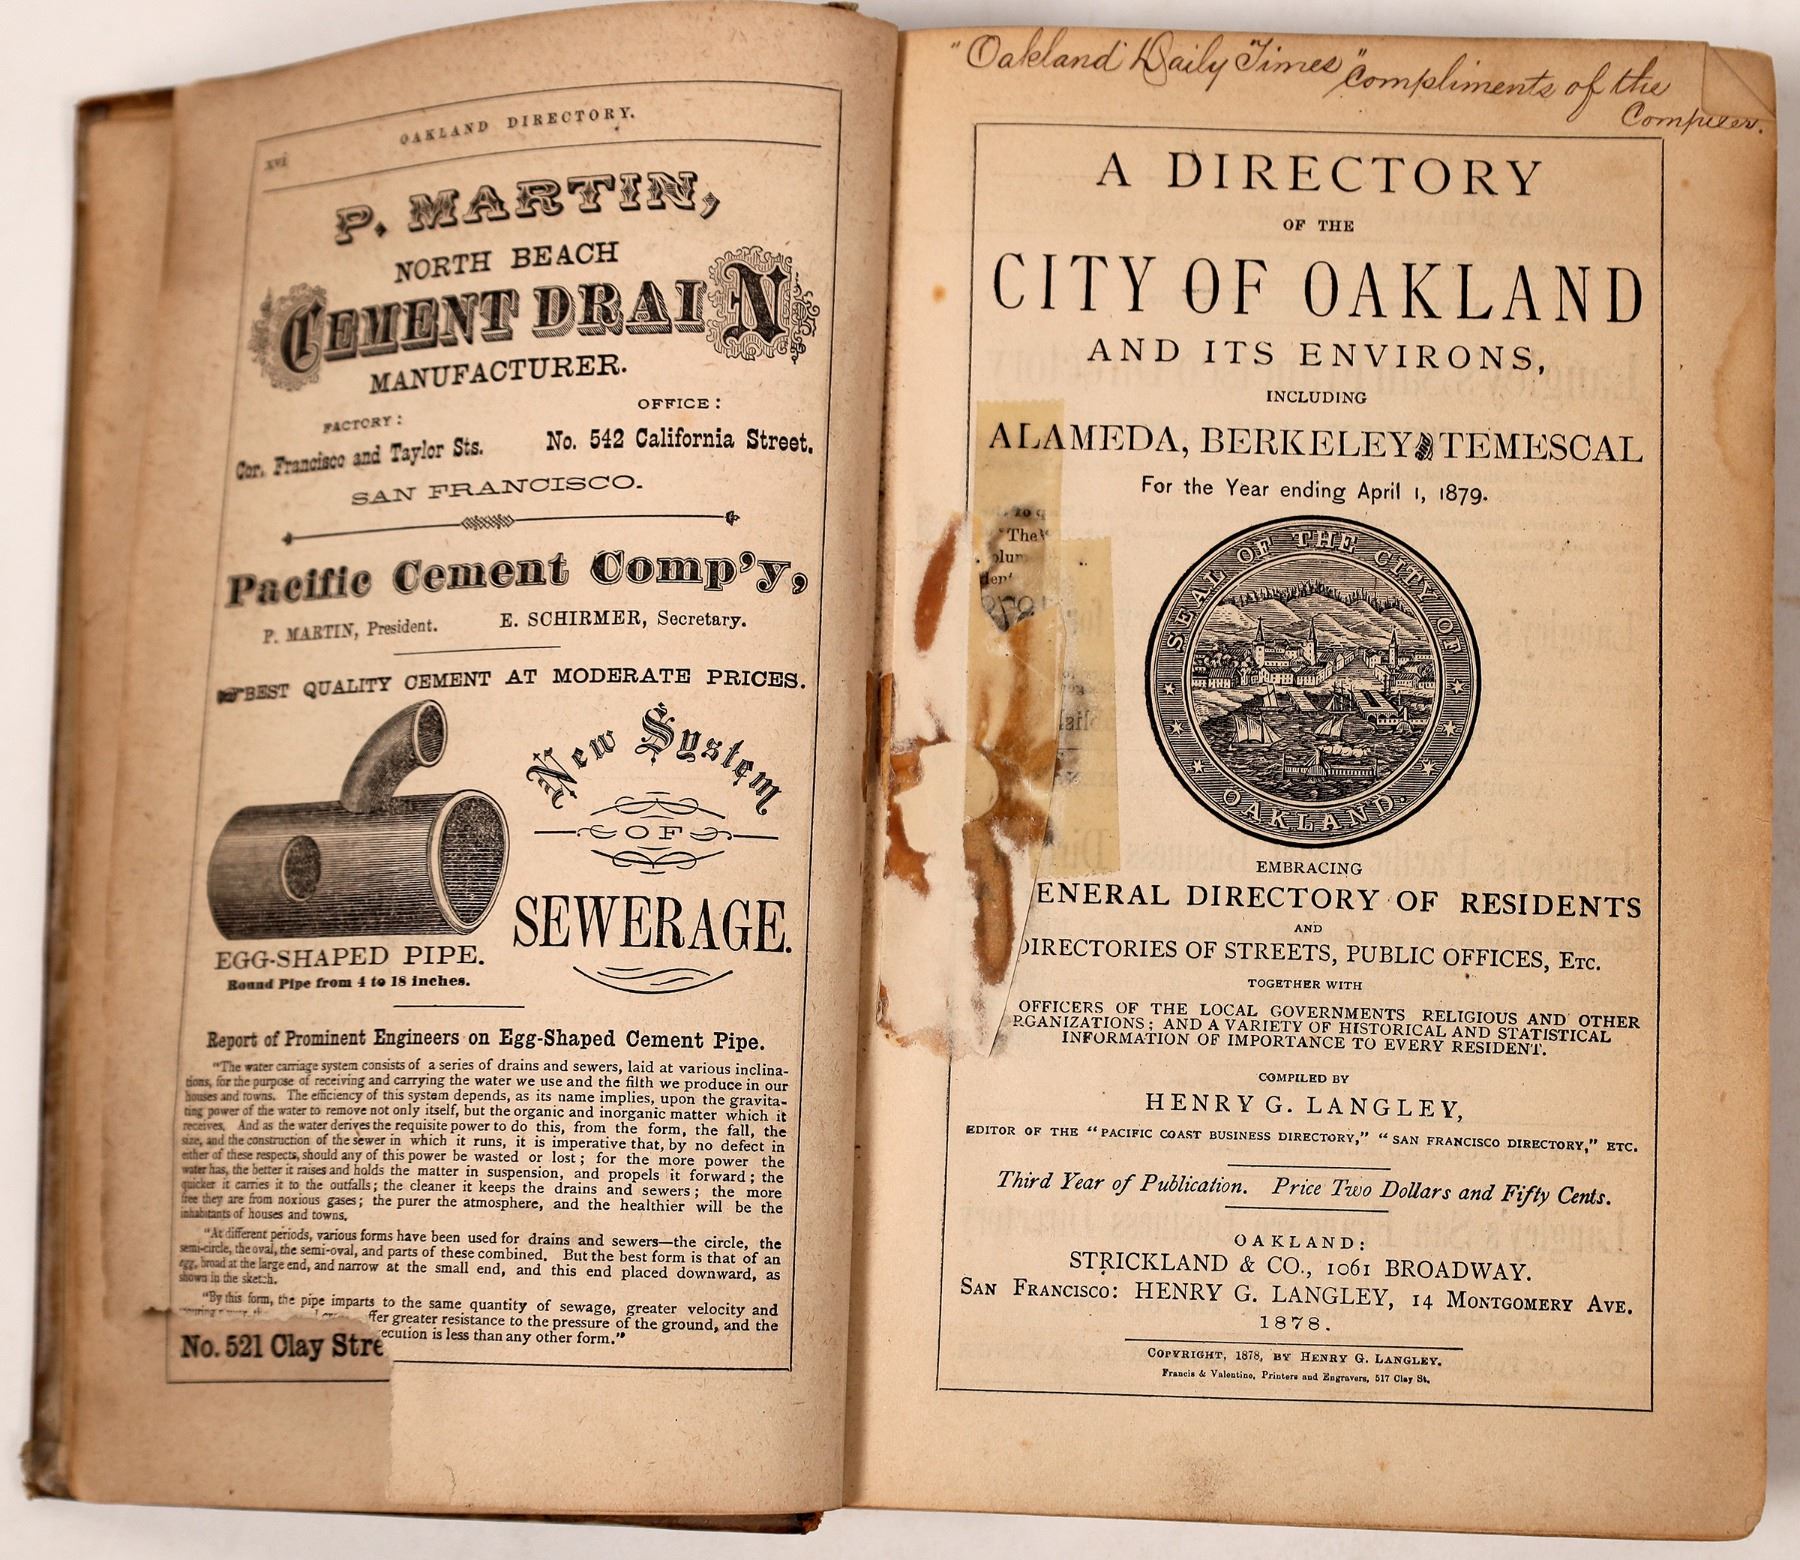 OAKLAND DIRECTORY.
xvi
P. MARTIN,
NORTH BEACH
CEMENT DRAIN
MANUFACTURER.
FACTORY: OFFICE:
Cor. Francisco and Taylor Sts. No. 542 California Street.
SAN FRANCISCO.
Pacific Cement Comp'y,
P. MARTIN, President. E. SCHIRMER, Secretary.
BEST QUALITY CEMENT AT MODERATE PRICES.
New System
OF
SEWERAGE.
EGG-SHAPED PIPE.
Round Pipe from 4 to 18 inches.
Report of Prominent Engineers on Egg-Shaped Cement Pipe.
"The water carriage system consists of a series of drains and sewers, laid at various inclina-
tions, for the purpose of receiving and carrying the water we use and the filth we produce in our
houses and towns. The efficiency of this system depends, as its name implies, upon the gravita-
ting power of the water to remove not only itself, but the organic and inorganic matter which it
receives. And as the water derives the requisite power to do this, from the form, the fall, the
size, and the construction of the sewer in which it runs, it is imperative that, by no defect in
either of these respects, should any of this power be wasted or lost; for the more power the
water has, the better it raises and holds the matter in suspension, and propels it forward; the
quicker it carries it to the outfalls; the cleaner it keeps the drains and sewers; the more
free they are from noxious gases; the purer the atmosphere, and the healthier will be the
inhabitants of houses and towns.
"At different periods, various forms have been used for drains and sewers—the circle, the
semi-circle, the oval, the semi-oval, and parts of these combined. But the best form is that of an
egg, broad at the large end, and narrow at the small end, and this end placed downward, as
shown in the sketch.
"By this form, the pipe imparts to the same quantity of sewage, greater velocity and
ffer greater resistance to the pressure of the ground, and the
ecution is less than any other form."
No. 521 Clay Stre
"Oakland Daily Times" Compliments of the
Compiler.
A DIRECTORY
OF THE
CITY OF OAKLAND
AND ITS ENVIRONS,
INCLUDING
ALAMEDA, BERKELEY AND TEMESCAL
For the Year ending April 1, 1879.
"The
SEAL OF THE CITY OF
OAKLAND.
EMBRACING
ENERAL DIRECTORY OF RESIDENTS
AND
DIRECTORIES OF STREETS, PUBLIC OFFICES, ETC.
TOGETHER WITH
OFFICERS OF THE LOCAL GOVERNMENTS RELIGIOUS AND OTHER
RGANIZATIONS; AND A VARIETY OF HISTORICAL AND STATISTICAL
INFORMATION OF IMPORTANCE TO EVERY RESIDENT.
COMPILED BY
HENRY G. LANGLEY,
EDITOR OF THE "PACIFIC COAST BUSINESS DIRECTORY," "SAN FRANCISCO DIRECTORY," ETC.
Third Year of Publication. Price Two Dollars and Fifty Cents.
OAKLAND:
STRICKLAND & CO., 1061 BROADWAY.
SAN FRANCISCO: HENRY G. LANGLEY, 14 MONTGOMERY AVE.
1878.
COPYRIGHT, 1878, BY HENRY G. LANGLEY.
Francis & Valentine, Printers and Engravers, 517 Clay St.